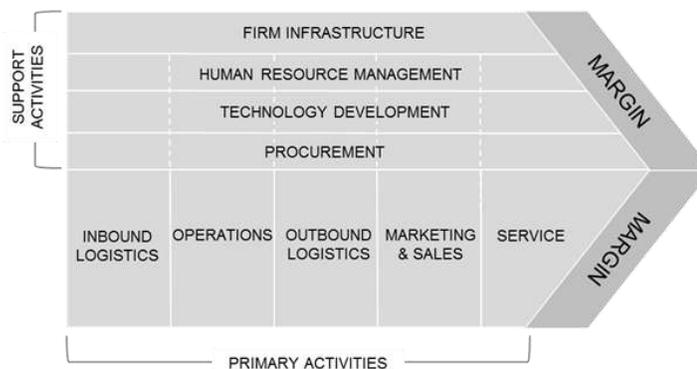 SUPPORT
ACTIVITIES
FIRM INFRASTRUCTURE
HUMAN RESOURCE MANAGEMENT
TECHNOLOGY DEVELOPMENT
PROCUREMENT
MARGIN
INBOUND
LOGISTICS
OPERATIONS
OUTBOUND
LOGISTICS
MARKETING
& SALES
SERVICE
MARGIN
PRIMARY ACTIVITIES